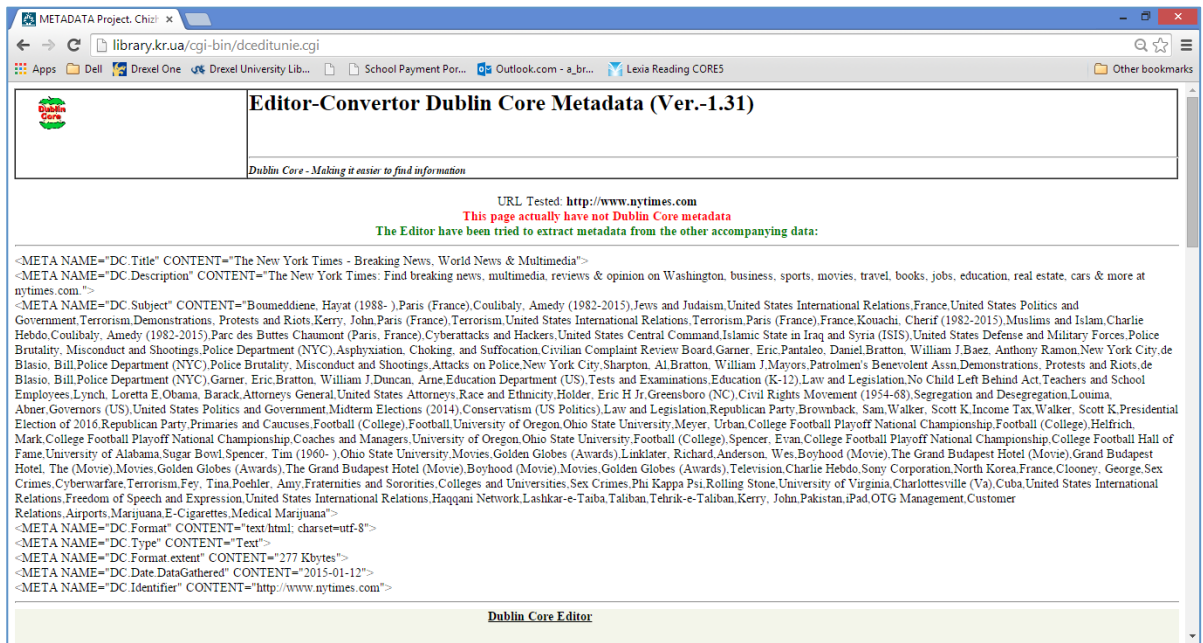 METADATA Project. Chizh
library.kr.ua/cgi-bin/dceditunie.cgi
Apps Dell Drexel One Drexel University Lib... School Payment Por... Outlook.com - a_br... Lexia Reading CORE5 Other bookmarks
Dublin
Core
Editor-Convertor Dublin Core Metadata (Ver.-1.31)
Dublin Core - Making it easier to find information
URL Tested: http://www.nytimes.com
This page actually have not Dublin Core metadata
The Editor have been tried to extract metadata from the other accompanying data:
<META NAME="DC.Title" CONTENT="The New York Times - Breaking News, World News & Multimedia">
<META NAME="DC.Description" CONTENT="The New York Times: Find breaking news, multimedia, reviews & opinion on Washington, business, sports, movies, travel, books, jobs, education, real estate, cars & more at
nytimes.com.">
<META NAME="DC.Subject" CONTENT="Boumeddiene, Hayat (1988- ),Paris (France),Coulibaly, Amedy (1982-2015),Jews and Judaism,United States International Relations,France,United States Politics and
Government,Terrorism,Demonstrations, Protests and Riots,Kerry, John,Paris (France),Terrorism,United States International Relations,Terrorism,Paris (France),France,Kouachi, Cherif (1982-2015),Muslims and Islam,Charlie
Hebdo,Coulibaly, Amedy (1982-2015),Parc des Buttes Chaumont (Paris, France),Cyberattacks and Hackers,United States Central Command,Islamic State in Iraq and Syria (ISIS),United States Defense and Military Forces,Police
Brutality, Misconduct and Shootings,Police Department (NYC),Asphyxiation, Choking, and Suffocation,Civilian Complaint Review Board,Garner, Eric,Pantaleo, Daniel,Bratton, William J,Baez, Anthony Ramon,New York City,de
Blasio, Bill,Police Department (NYC),Police Brutality, Misconduct and Shootings,Attacks on Police,New York City,Sharpton, Al,Bratton, William J,Mayors,Patrolmen's Benevolent Assn,Demonstrations, Protests and Riots,de
Blasio, Bill,Police Department (NYC),Garner, Eric,Bratton, William J,Duncan, Arne,Education Department (US),Tests and Examinations,Education (K-12),Law and Legislation,No Child Left Behind Act,Teachers and School
Employees,Lynch, Loretta E,Obama, Barack,Attorneys General,United States Attorneys,Race and Ethnicity,Holder, Eric H Jr,Greensboro (NC),Civil Rights Movement (1954-68),Segregation and Desegregation,Louima,
Abner,Governors (US),United States Politics and Government,Midterm Elections (2014),Conservatism (US Politics),Law and Legislation,Republican Party,Brownback, Sam,Walker, Scott K,Income Tax,Walker, Scott K,Presidential
Election of 2016,Republican Party,Primaries and Caucuses,Football (College),Football,University of Oregon,Ohio State University,Meyer, Urban,College Football Playoff National Championship,Football (College),Helfrich,
Mark,College Football Playoff National Championship,Coaches and Managers,University of Oregon,Ohio State University,Football (College),Spencer, Evan,College Football Playoff National Championship,College Football Hall of
Fame,University of Alabama,Sugar Bowl,Spencer, Tim (1960- ),Ohio State University,Movies,Golden Globes (Awards),Linklater, Richard,Anderson, Wes,Boyhood (Movie),The Grand Budapest Hotel (Movie),Grand Budapest
Hotel, The (Movie),Movies,Golden Globes (Awards),The Grand Budapest Hotel (Movie),Boyhood (Movie),Movies,Golden Globes (Awards),Television,Charlie Hebdo,Sony Corporation,North Korea,France,Clooney, George,Sex
Crimes,Cyberwarfare,Terrorism,Fey, Tina,Poehler, Amy,Fraternities and Sororities,Colleges and Universities,Sex Crimes,Phi Kappa Psi,Rolling Stone,University of Virginia,Charlottesville (Va),Cuba,United States International
Relations,Freedom of Speech and Expression,United States International Relations,Haqqani Network,Lashkar-e-Taiba,Taliban,Tehrik-e-Taliban,Kerry, John,Pakistan,iPad,OTG Management,Customer
Relations,Airports,Marijuana,E-Cigarettes,Medical Marijuana">
<META NAME="DC.Format" CONTENT="text/html; charset=utf-8">
<META NAME="DC.Type" CONTENT="Text">
<META NAME="DC.Format.extent" CONTENT="277 Kbytes">
<META NAME="DC.Date.DataGathered" CONTENT="2015-01-12">
<META NAME="DC.Identifier" CONTENT="http://www.nytimes.com">
Dublin Core Editor